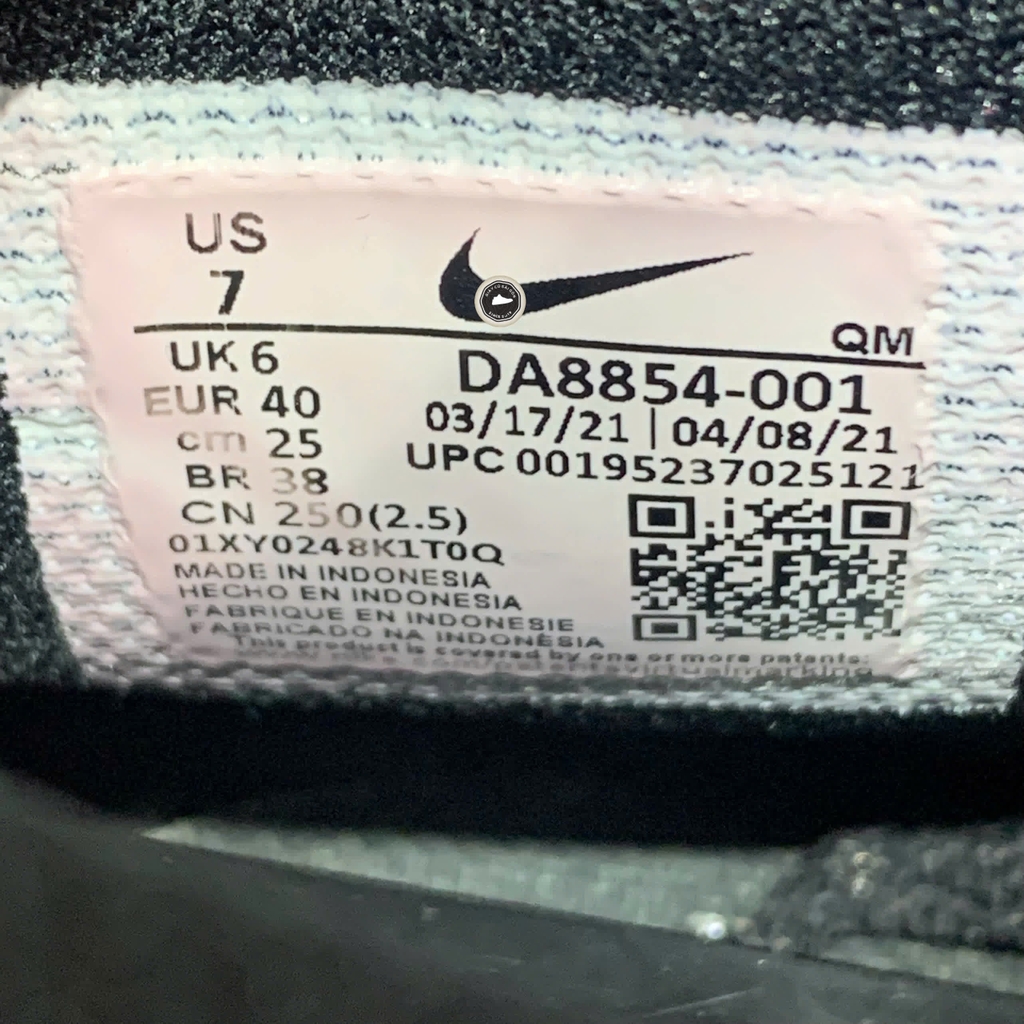 US
7
QM
UK 6
EUR 40
cm 25
BR 38
CN 250(2.5)
DA8854-001
03/17/21 | 04/08/21
UPC 00195237025121
01XY0248K1T0Q
MADE IN INDONESIA
HECHO EN INDONESIA
FABRIQUE EN INDONESIE
FABRICADO NA INDONÉSIA
This product is covered by one or more patents: